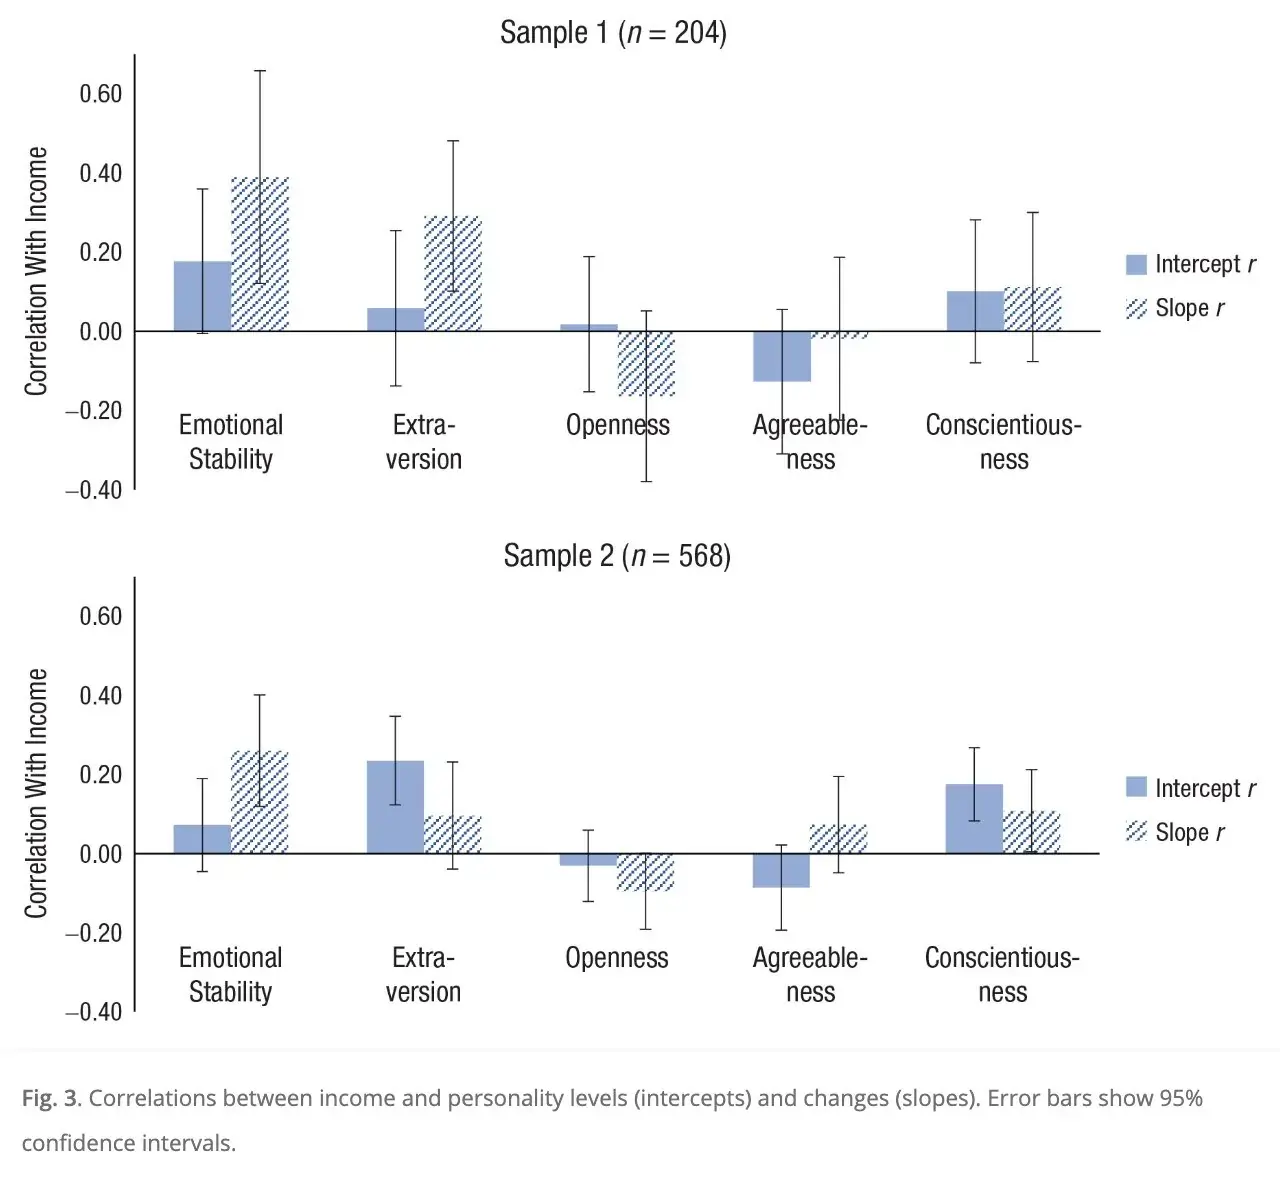 Sample 1 (n = 204)
Correlation With Income
0.60
0.40
0.20
0.00
–0.20
–0.40
Emotional
Stability
Extra-
version
Openness
Agreeable-
ness
Conscientious-
ness
Intercept r
Slope r
Sample 2 (n = 568)
Correlation With Income
0.60
0.40
0.20
0.00
–0.20
–0.40
Emotional
Stability
Extra-
version
Openness
Agreeable-
ness
Conscientious-
ness
Intercept r
Slope r
Fig. 3. Correlations between income and personality levels (intercepts) and changes (slopes). Error bars show 95%
confidence intervals.